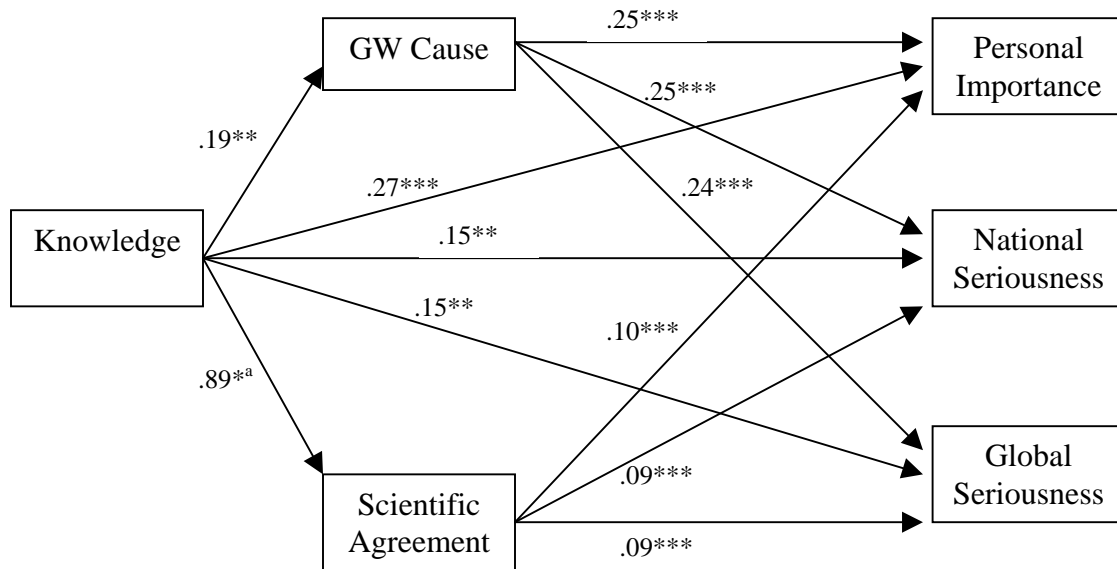 .25***
GW Cause
Personal
Importance
.25***
.19**
.27***
.24***
Knowledge
.15**
National
Seriousness
.15**
.10***
.89*ᵃ
Global
Seriousness
.09***
Scientific
Agreement
.09***